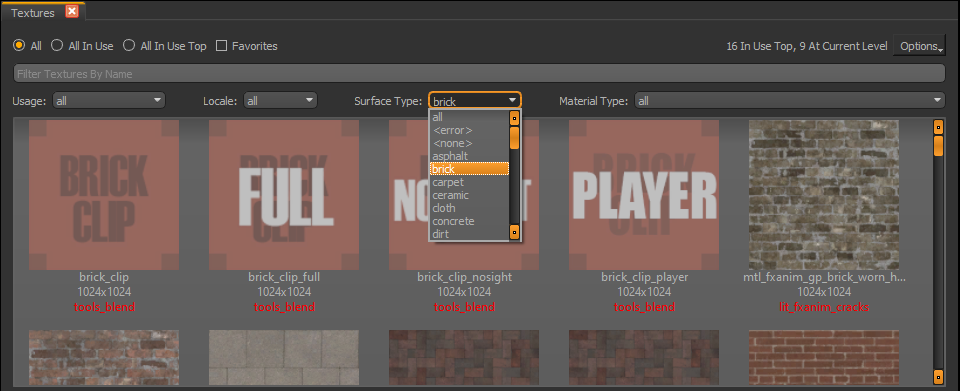 Textures
All All In Use All In Use Top Favorites 16 In Use Top, 9 At Current Level Options
Filter Textures By Name
Usage: all Locale: all Surface Type: brick Material Type: all
all
<error>
<none>
asphalt
brick
carpet
ceramic
cloth
concrete
dirt
BRICK CLIP
FULL
PLAYER
brick_clip brick_clip_full brick_clip_nosight brick_clip_player mtl_fxanim_gp_brick_worn_h...
1024x1024 1024x1024 1024x1024 1024x1024 1024x1024
tools_blend tools_blend tools_blend tools_blend lit_fxanim_cracks